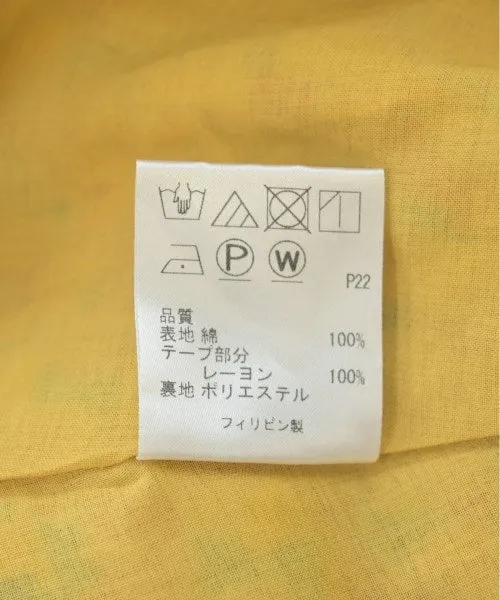 P W
P22
品質
表地 綿 100%
テープ部分
レーヨン 100%
裏地 ポリエステル
フィリピン製